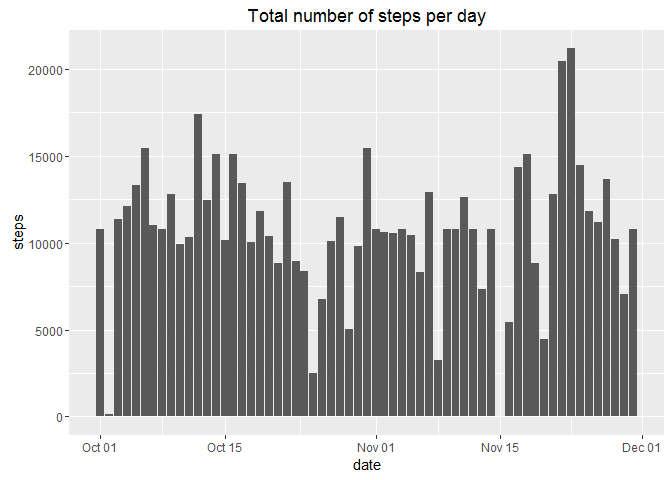 Total number of steps per day
20000
15000
10000
5000
0
steps
Oct 01 Oct 15 Nov 01 Nov 15 Dec 01
date